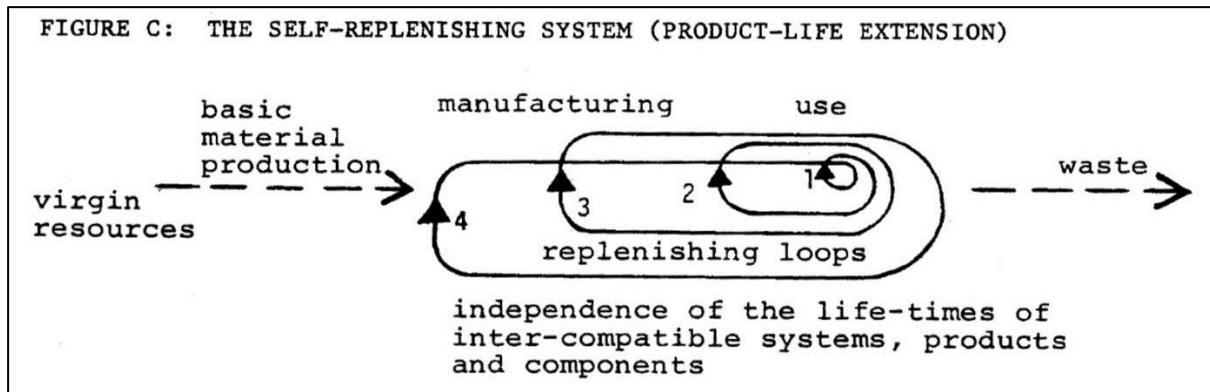 FIGURE C: THE SELF-REPLENISHING SYSTEM (PRODUCT-LIFE EXTENSION)
basic
material
production
manufacturing
use
waste
virgin
resources
1
2
3
4
replenishing loops
independence of the life-times of
inter-compatible systems, products
and components